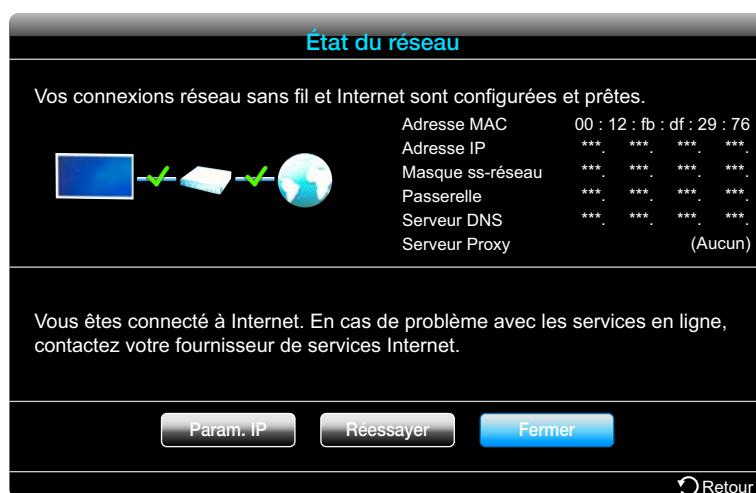 État du réseau
Vos connexions réseau sans fil et Internet sont configurées et prêtes.
Adresse MAC 00 : 12 : fb : df : 29 : 76
Adresse IP ***. ***. ***. ***.
Masque ss-réseau ***. ***. ***. ***.
Passerelle ***. ***. ***. ***.
Serveur DNS ***. ***. ***. ***.
Serveur Proxy (Aucun)
Vous êtes connecté à Internet. En cas de problème avec les services en ligne,
contactez votre fournisseur de services Internet.
Param. IP Réessayer Fermer
Retour